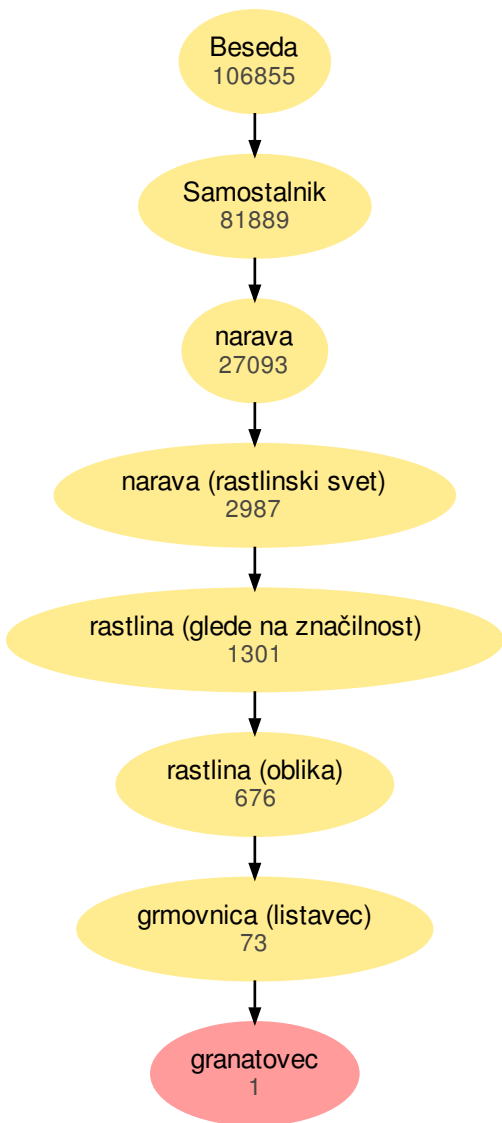 Beseda
106855
Samostalnik
81889
narava
27093
narava (rastlinski svet)
2987
rastlina (glede na značilnost)
1301
rastlina (oblika)
676
grmovnica (listavec)
73
granatovec
1